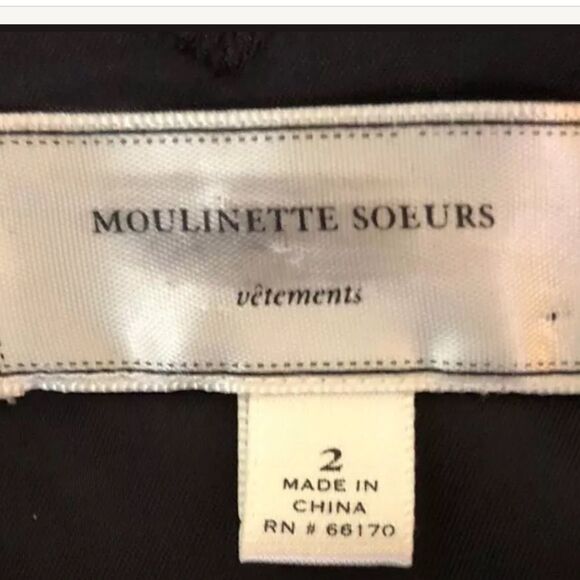 MOULINETTE SOEURS
vêtements
2
MADE IN
CHINA
RN # 66170